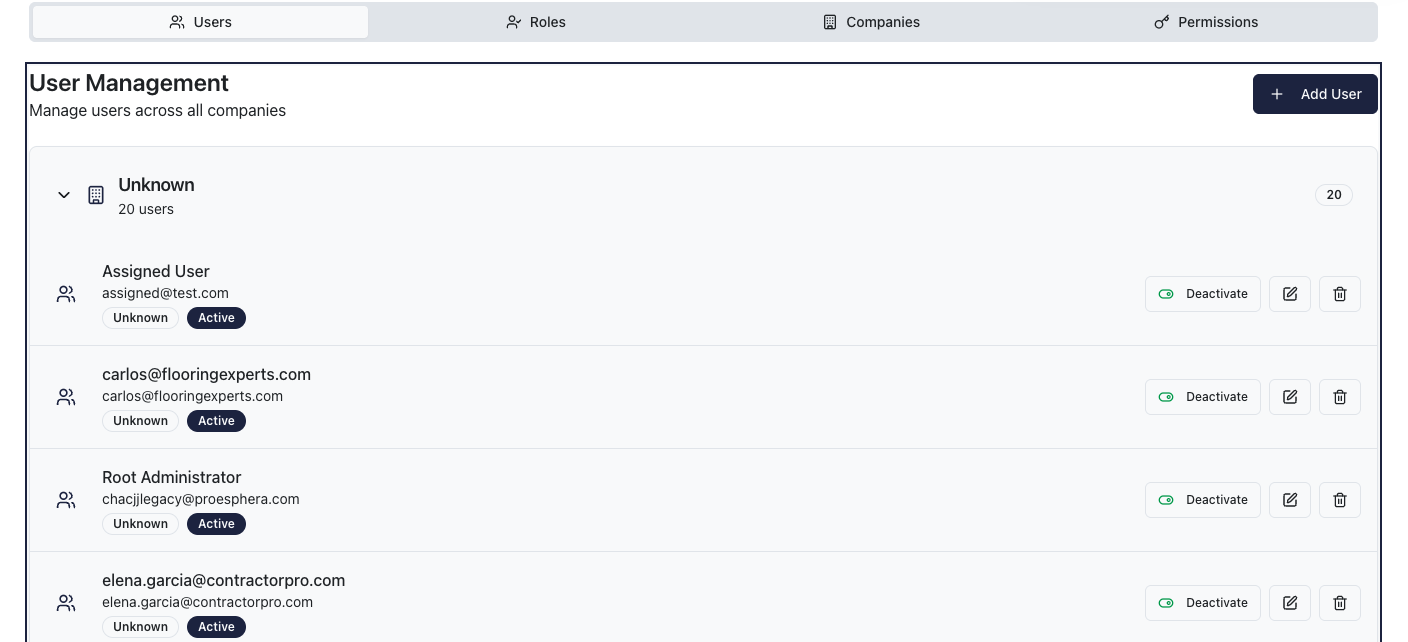 Users
Roles
Companies
Permissions
User Management
Manage users across all companies
Add User
Unknown
20 users
20
Assigned User
assigned@test.com
Unknown Active
Deactivate
carlos@flooringexperts.com
carlos@flooringexperts.com
Unknown Active
Deactivate
Root Administrator
chacjjlegacy@proesphera.com
Unknown Active
Deactivate
elena.garcia@contractorpro.com
elena.garcia@contractorpro.com
Unknown Active
Deactivate